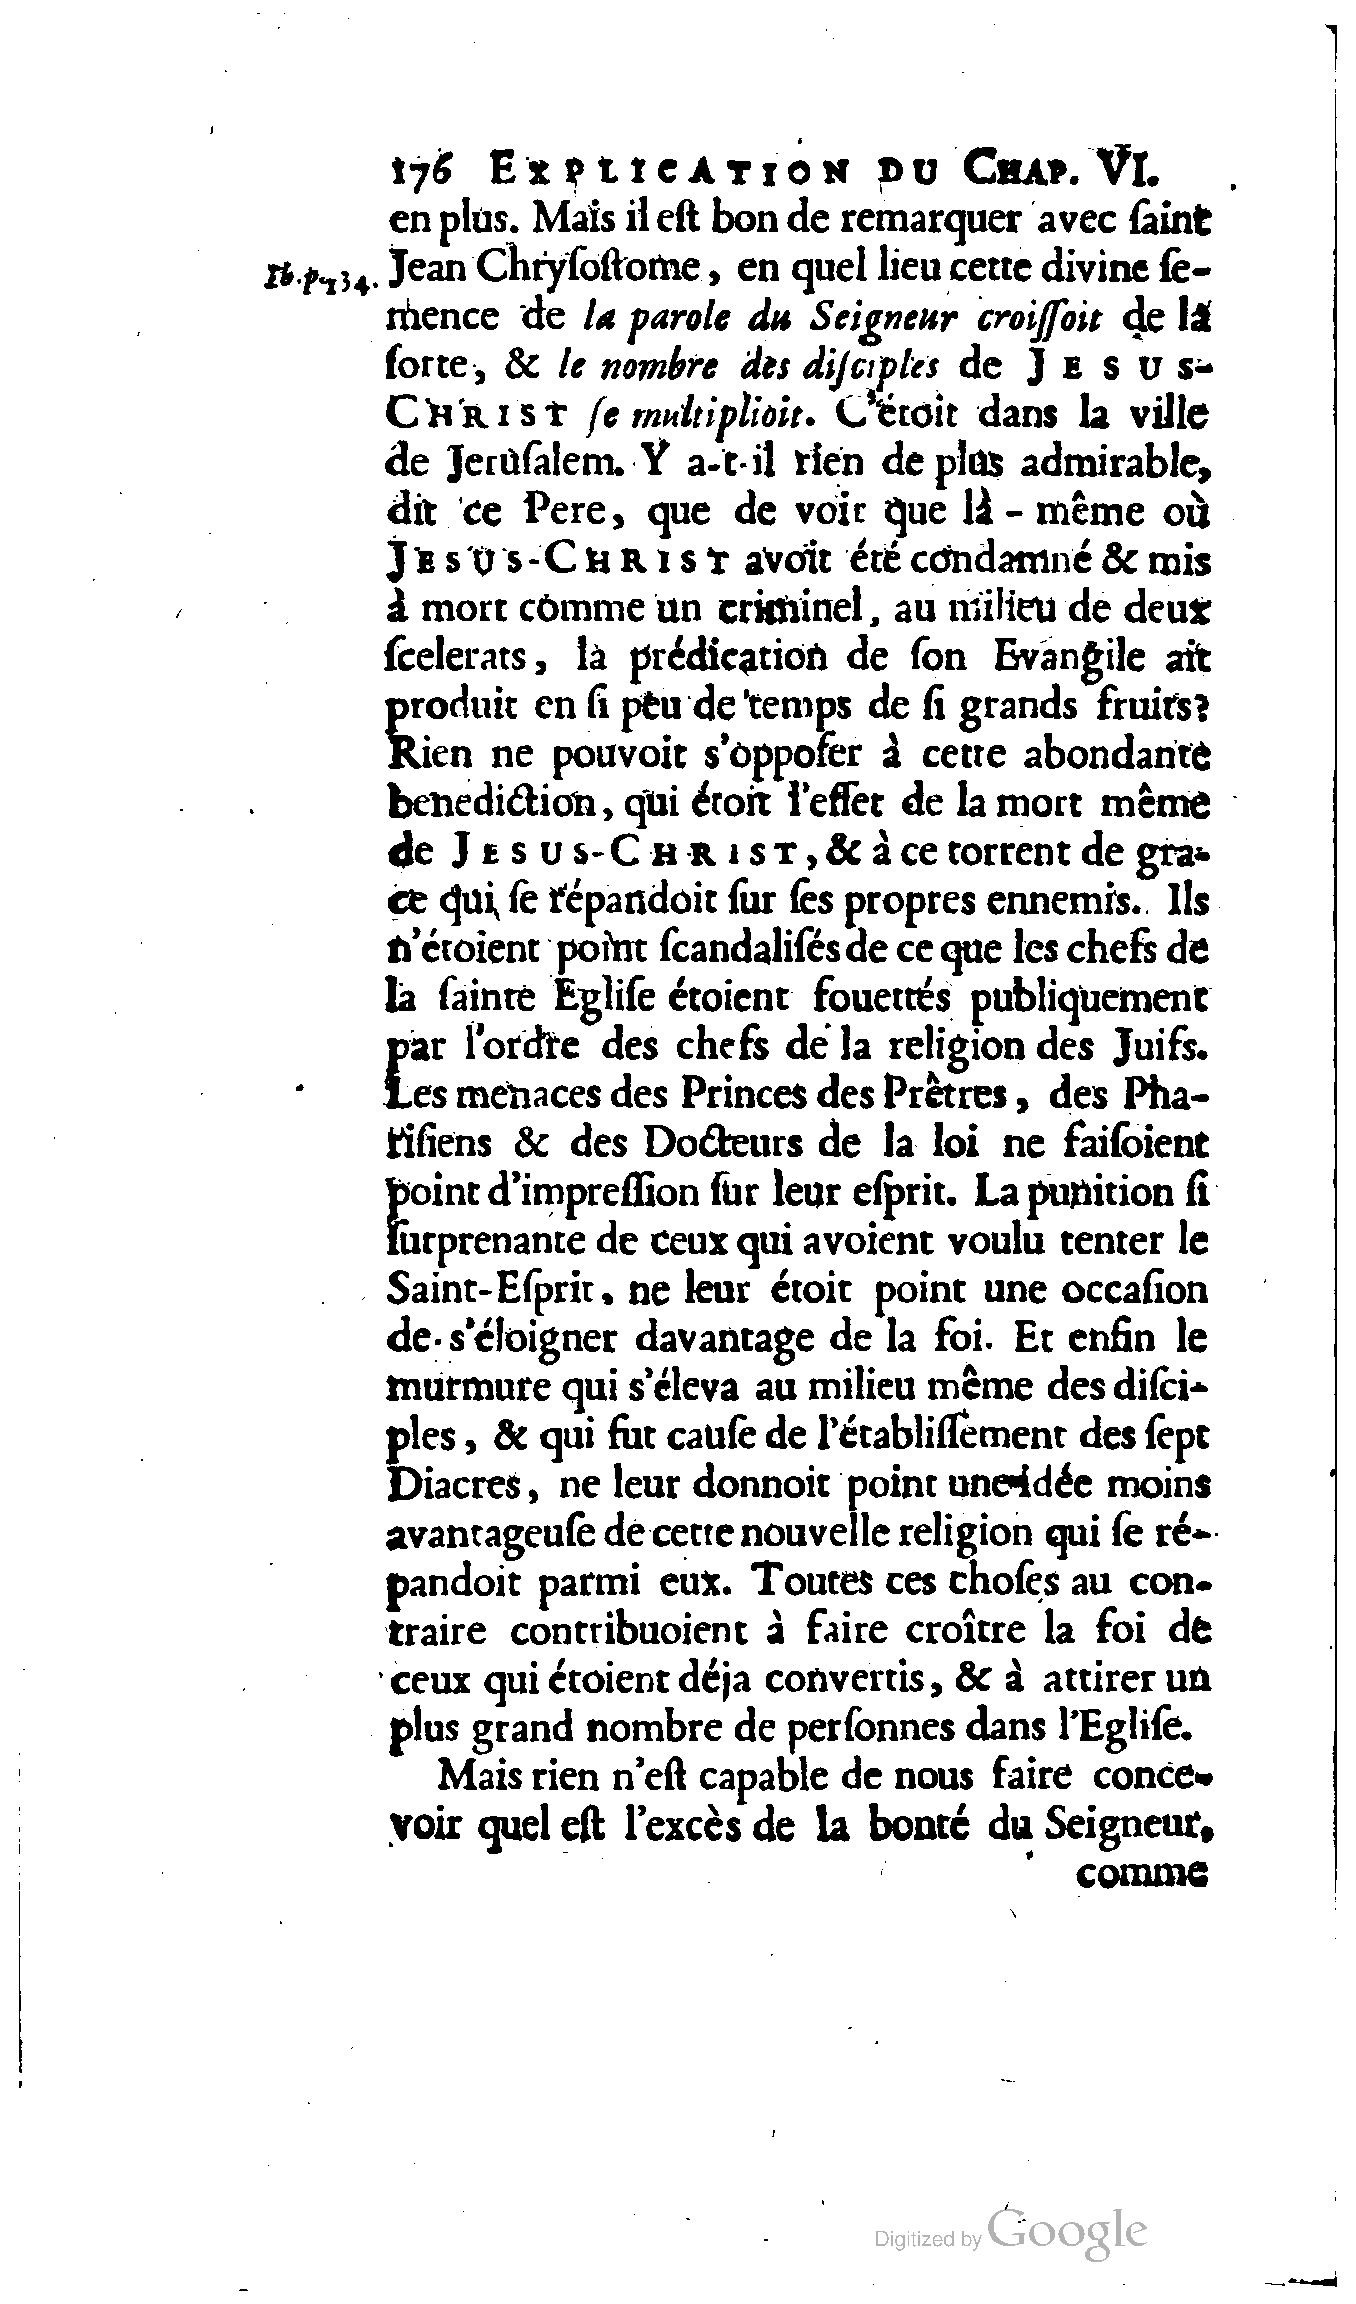 176 EXPLICATION DU CHAP. VI.
en plus. Mais il eſt bon de remarquer avec ſaint
Ib. p. 134. Jean Chryſoſtome, en quel lieu cette divine ſe-
mence de la parole du Seigneur croiſſoit de la
ſorte, & le nombre des diſciples de JESUS-
CHRIST ſe multiplioit. C'étoit dans la ville
de Jeruſalem. Y a-t-il rien de plus admirable,
dit ce Pere, que de voir que là-même où
JESUS-CHRIST avoit été condamné & mis
à mort comme un criminel, au milieu de deux
ſcelerats, la prédication de ſon Evangile ait
produit en ſi peu de temps de ſi grands fruits?
Rien ne pouvoit s'oppoſer à cette abondante
benediction, qui étoit l'effet de la mort même
de JESUS-CHRIST, & à ce torrent de gra-
ce qui ſe répandoit ſur ſes propres ennemis. Ils
n'étoient point ſcandaliſés de ce que les chefs de
la ſainte Egliſe étoient fouettés publiquement
par l'ordre des chefs de la religion des Juifs.
Les menaces des Princes des Prêtres, des Pha-
riſiens & des Docteurs de la loi ne faiſoient
point d'impreſſion ſur leur eſprit. La punition ſi
ſurprenante de ceux qui avoient voulu tenter le
Saint-Eſprit, ne leur étoit point une occaſion
de s'éloigner davantage de la foi. Et enfin le
murmure qui s'éleva au milieu même des diſci-
ples, & qui fut cauſe de l'établiſſement des ſept
Diacres, ne leur donnoit point une idée moins
avantageuſe de cette nouvelle religion qui ſe ré-
pandoit parmi eux. Toutes ces choſes au con-
traire contribuoient à faire croître la foi de
ceux qui étoient déja convertis, & à attirer un
plus grand nombre de perſonnes dans l'Egliſe.
Mais rien n'eſt capable de nous faire conce-
voir quel eſt l'excès de la bonté du Seigneur,
comme
Digitized by Google